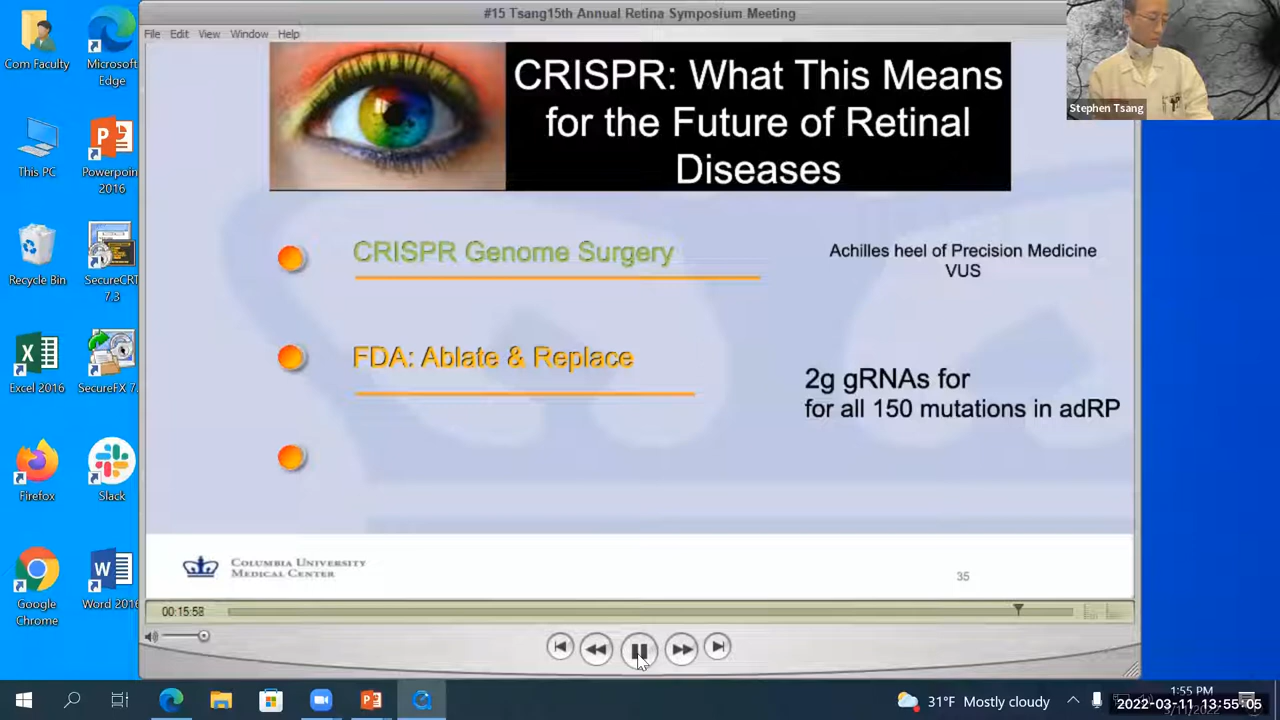 #15 Tsang15th Annual Retina Symposium Meeting
File Edit View Window Help
CRISPR: What This Means
for the Future of Retinal
Diseases
CRISPR Genome Surgery
Achilles heel of Precision Medicine
VUS
FDA: Ablate & Replace
2g gRNAs for
for all 150 mutations in adRP
COLUMBIA UNIVERSITY
MEDICAL CENTER
35
00:15:58
Stephen Tsang
Com Faculty
Microsoft
Edge
This PC
Powerpoin
2016
Recycle Bin
SecureCRT
7.3
Excel 2016
SecureFX 7.
Firefox
Slack
Google
Chrome
Word 2016
31°F Mostly cloudy
1:55 PM
2022-03-11 13:55:05